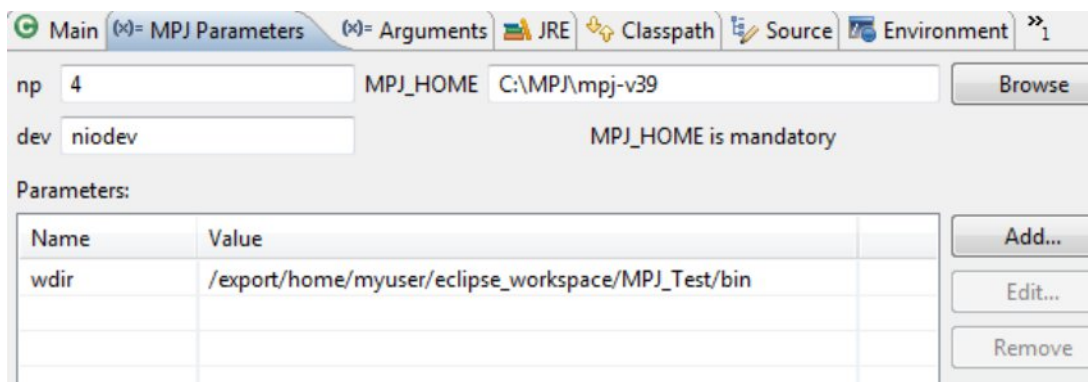 Main (x)= MPJ Parameters (x)= Arguments JRE Classpath Source Environment »1
np 4 MPJ_HOME C:\MPJ\mpj-v39 Browse
dev niodev MPJ_HOME is mandatory
Parameters:
Name Value Add...
wdir /export/home/myuser/eclipse_workspace/MPJ_Test/bin
Edit...
Remove